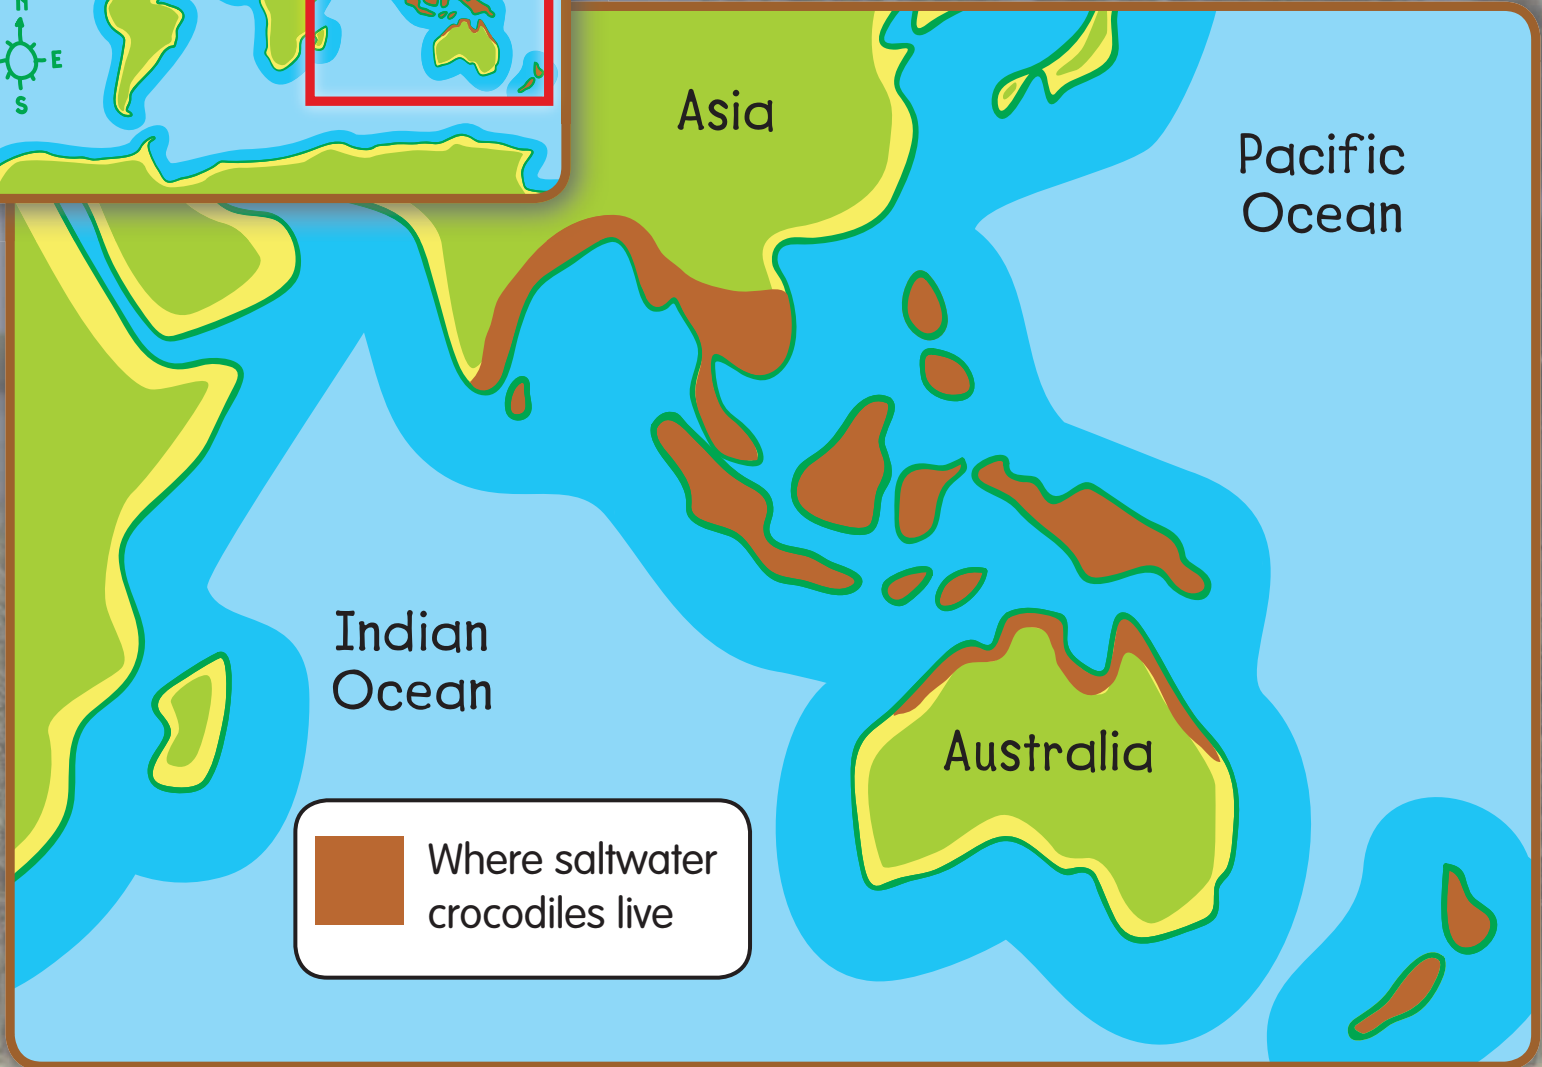 N
E
S
Asia
Pacific
Ocean
Indian
Ocean
Australia
Where saltwater
crocodiles live